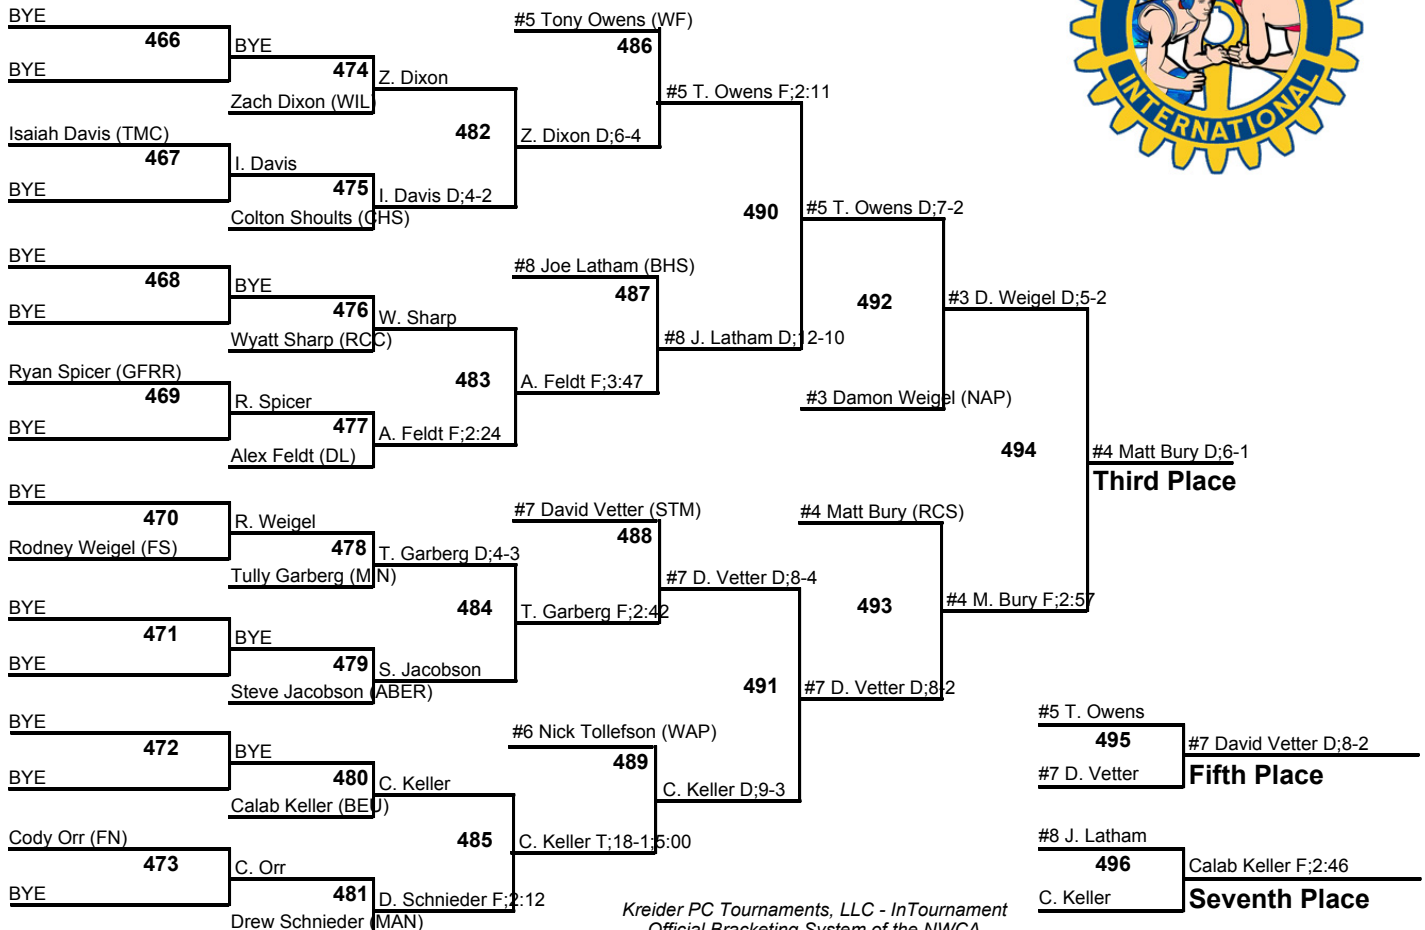 BYE
466
BYE
BYE
474
Zach Dixon (WIL)
Z. Dixon
Isaiah Davis (TMC)
467
BYE
I. Davis
475
Colton Shoults (CHS)
I. Davis D;4-2
482
Z. Dixon D;6-4
#5 Tony Owens (WF)
486
#5 T. Owens F;2:11
BYE
468
BYE
BYE
476
Wyatt Sharp (RCC)
W. Sharp
Ryan Spicer (GFRR)
469
BYE
R. Spicer
477
Alex Feldt (DL)
A. Feldt F;2:24
483
A. Feldt F;3:47
#8 Joe Latham (BHS)
487
#8 J. Latham D;12-10
490
#5 T. Owens D;7-2
492
#3 Damon Weigel (NAP)
#3 D. Weigel D;5-2
BYE
470
Rodney Weigel (FS)
R. Weigel
478
Tully Garberg (MIN)
T. Garberg D;4-3
BYE
471
BYE
BYE
479
Steve Jacobson (ABER)
S. Jacobson
484
T. Garberg F;2:42
#7 David Vetter (STM)
488
#7 D. Vetter D;8-4
BYE
472
BYE
BYE
480
Calab Keller (BEU)
C. Keller
Cody Orr (FN)
473
BYE
C. Orr
481
Drew Schnieder (MAN)
D. Schnieder F;2:12
485
C. Keller T;18-1;5:00
#6 Nick Tollefson (WAP)
489
C. Keller D;9-3
491
#7 D. Vetter D;8-2
#4 Matt Bury (RCS)
493
#4 M. Bury F;2:57
494
#4 Matt Bury D;6-1
Third Place
#5 T. Owens
495
#7 D. Vetter
#7 David Vetter D;8-2
Fifth Place
#8 J. Latham
496
C. Keller
Calab Keller F;2:46
Seventh Place
INTERNATIONAL
Kreider PC Tournaments, LLC - InTournament
Official Bracketing System of the NWCA